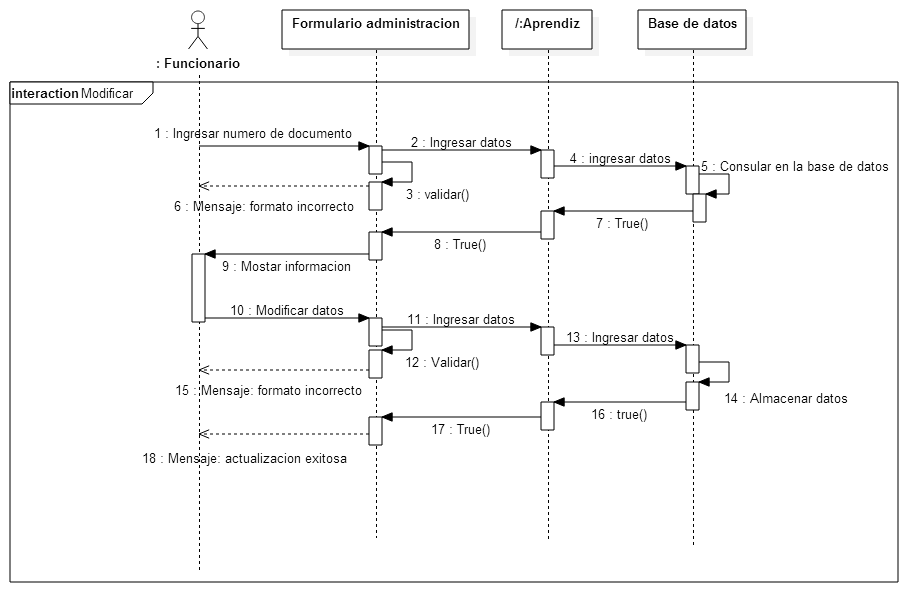 Formulario administracion
/:Aprendiz
Base de datos
: Funcionario
interaction Modificar
1 : Ingresar numero de documento
2 : Ingresar datos
4 : ingresar datos
5 : Consular en la base de datos
3 : validar()
6 : Mensaje: formato incorrecto
7 : True()
8 : True()
9 : Mostar informacion
10 : Modificar datos
11 : Ingresar datos
13 : Ingresar datos
12 : Validar()
15 : Mensaje: formato incorrecto
14 : Almacenar datos
16 : true()
17 : True()
18 : Mensaje: actualizacion exitosa